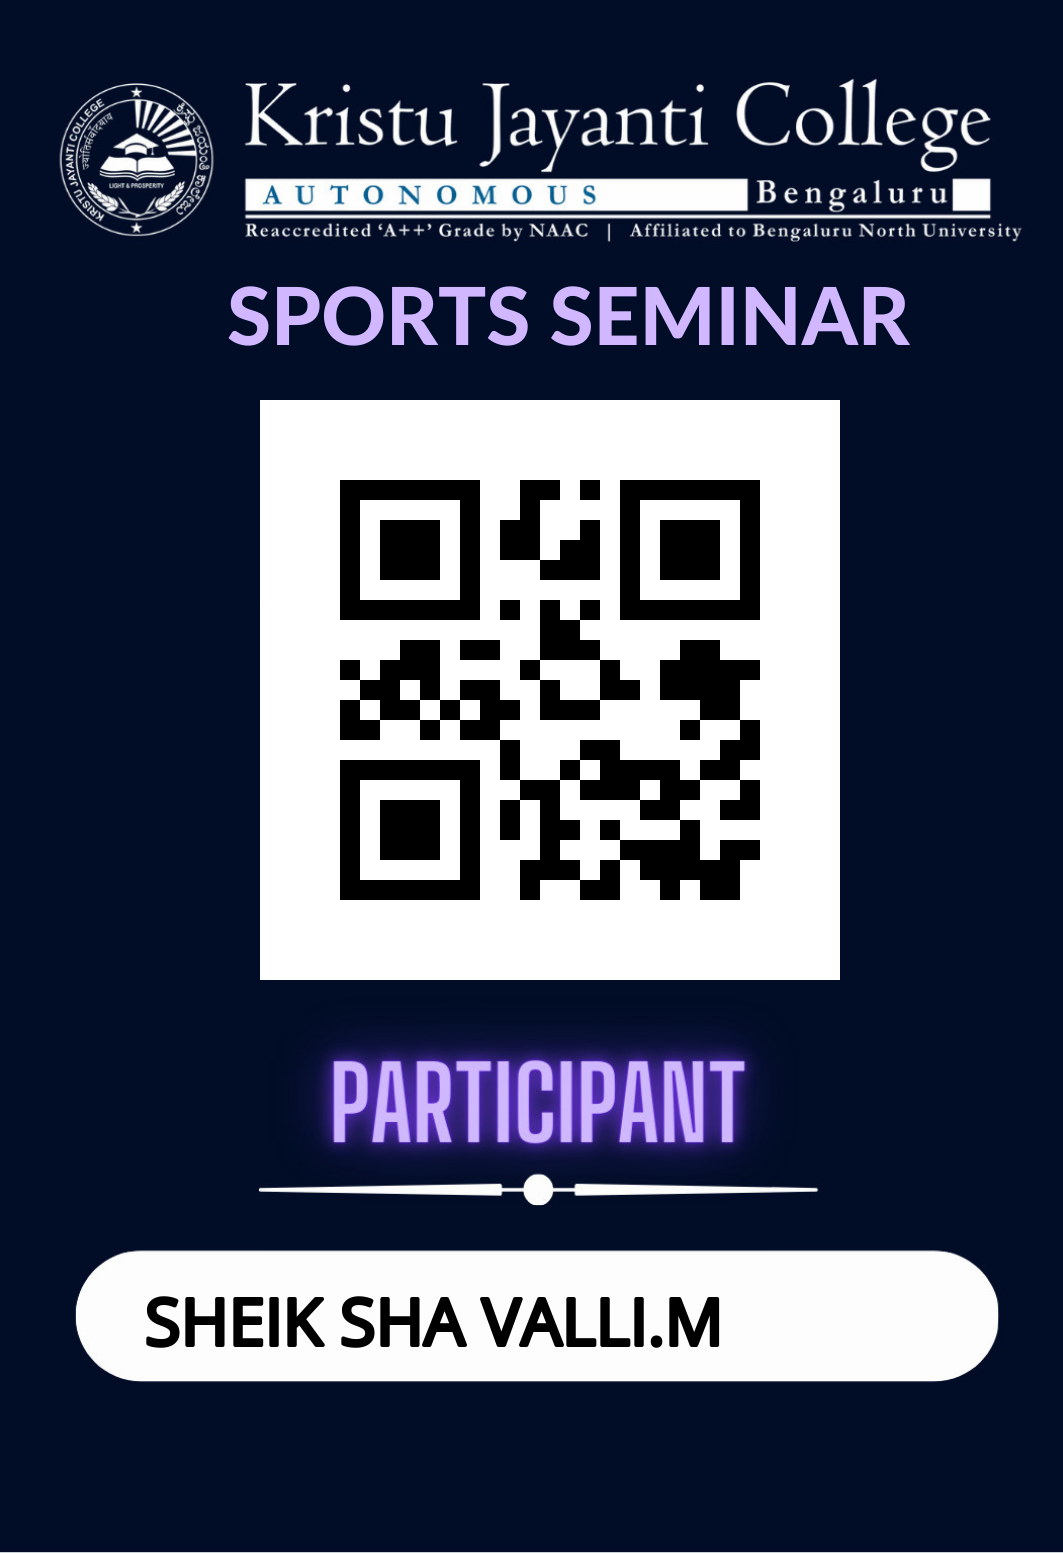 KRISTU JAYANTI COLLEGE
ಕ್ರಿಸ್ತು ಜಯಂತಿ ಕಾಲೇಜು
LIGHT & PROSPERITY
Kristu Jayanti College
AUTONOMOUS Bengaluru
Reaccredited ‘A++’ Grade by NAAC | Affiliated to Bengaluru North University
SPORTS SEMINAR
PARTICIPANT
SHEIK SHA VALLI.M